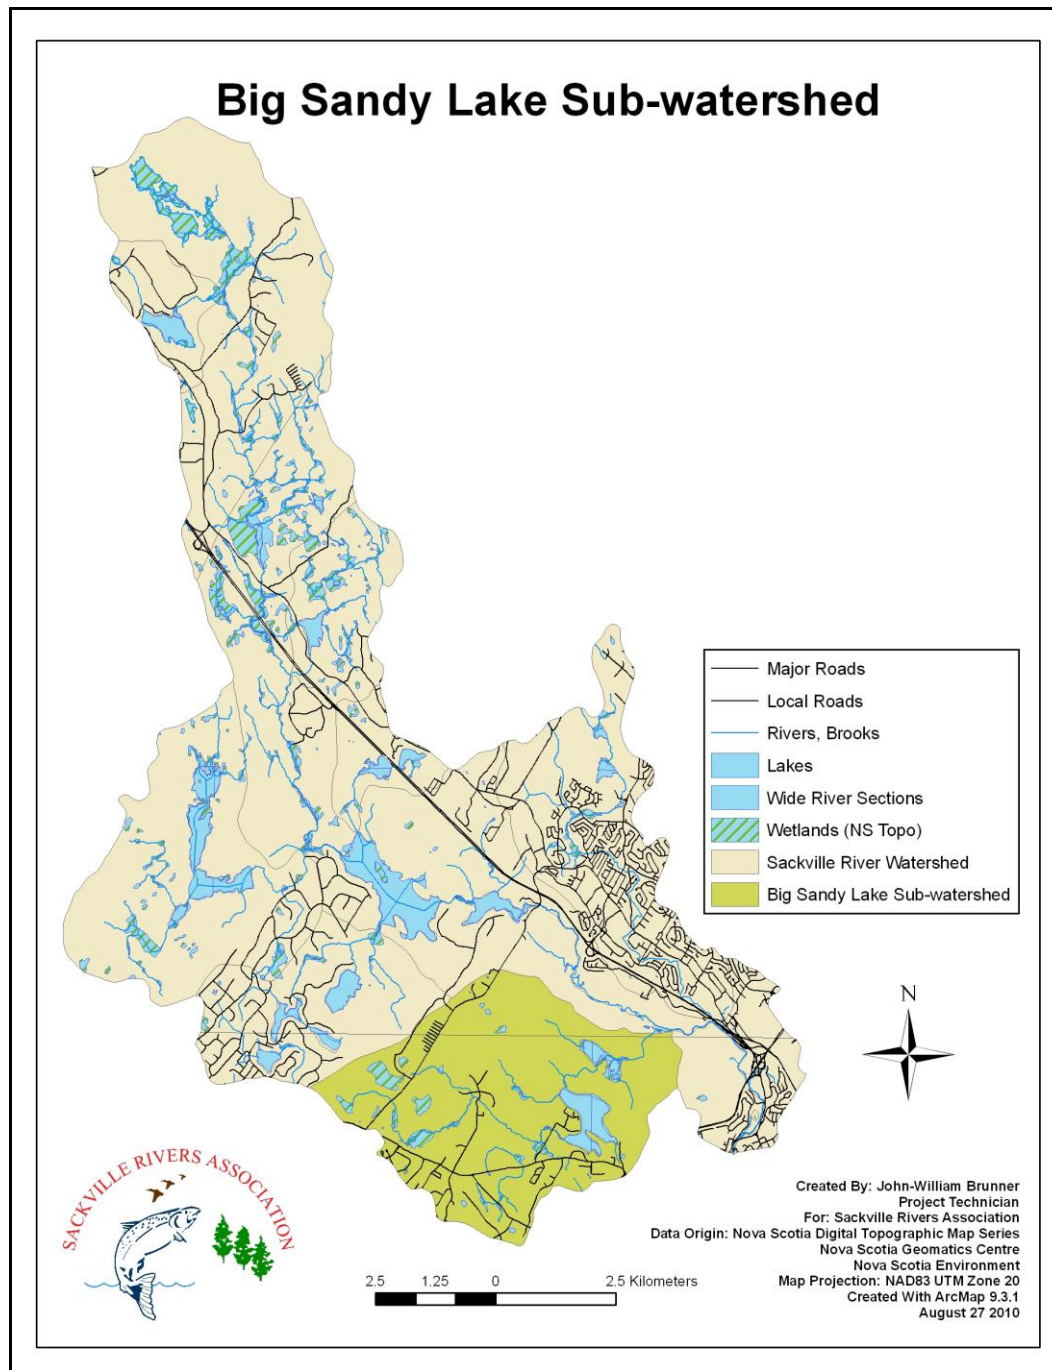 Big Sandy Lake Sub-watershed
Major Roads
Local Roads
Rivers, Brooks
Lakes
Wide River Sections
Wetlands (NS Topo)
Sackville River Watershed
Big Sandy Lake Sub-watershed
N
SACKVILLE RIVERS ASSOCIATION
2.5 1.25 0 2.5 Kilometers
Created By: John-William Brunner
Project Technician
For: Sackville Rivers Association
Data Origin: Nova Scotia Digital Topographic Map Series
Nova Scotia Geomatics Centre
Nova Scotia Environment
Map Projection: NAD83 UTM Zone 20
Created With ArcMap 9.3.1
August 27 2010